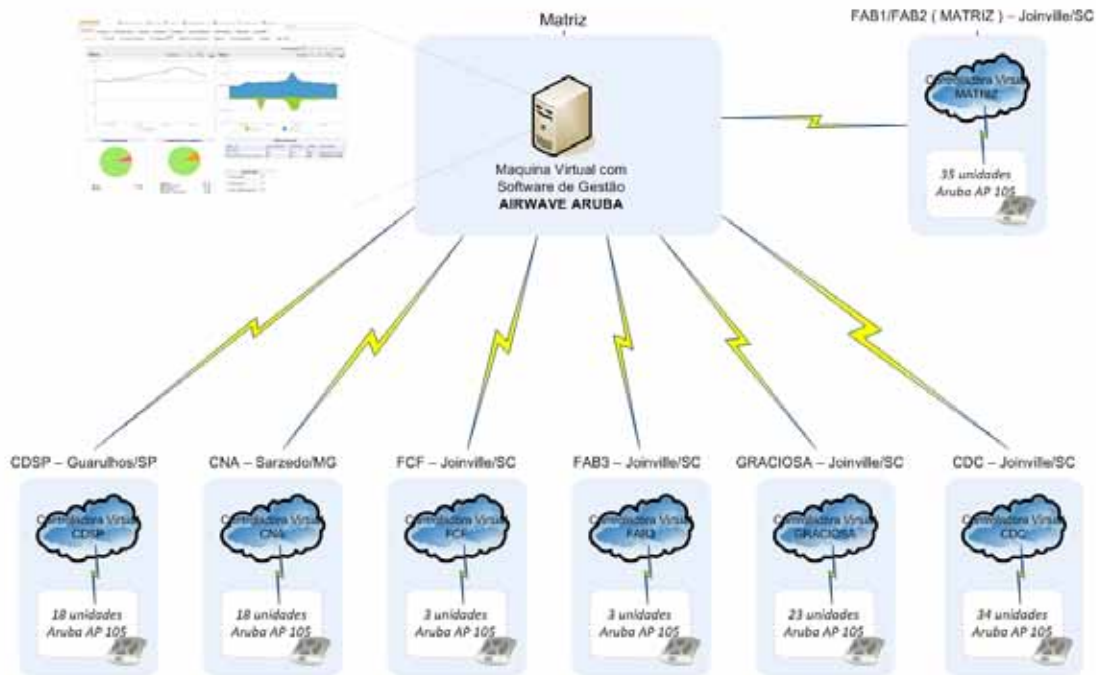 Matriz
FAB1/FAB2 ( MATRIZ ) – Joinville/SC
Controladora Virtual
MATRIZ
35 unidades
Aruba AP 105
Maquina Virtual com
Software de Gestão
AIRWAVE ARUBA
CDSP – Guarulhos/SP
CNA – Sarzedo/MG
FCF – Joinville/SC
FAB3 – Joinville/SC
GRACIOSA – Joinville/SC
CDC – Joinville/SC
Controladora Virtual
CDSP
Controladora Virtual
CNA
Controladora Virtual
FCF
Controladora Virtual
FAB3
Controladora Virtual
GRACIOSA
Controladora Virtual
CDC
18 unidades
Aruba AP 105
18 unidades
Aruba AP 105
3 unidades
Aruba AP 105
3 unidades
Aruba AP 105
23 unidades
Aruba AP 105
34 unidades
Aruba AP 105